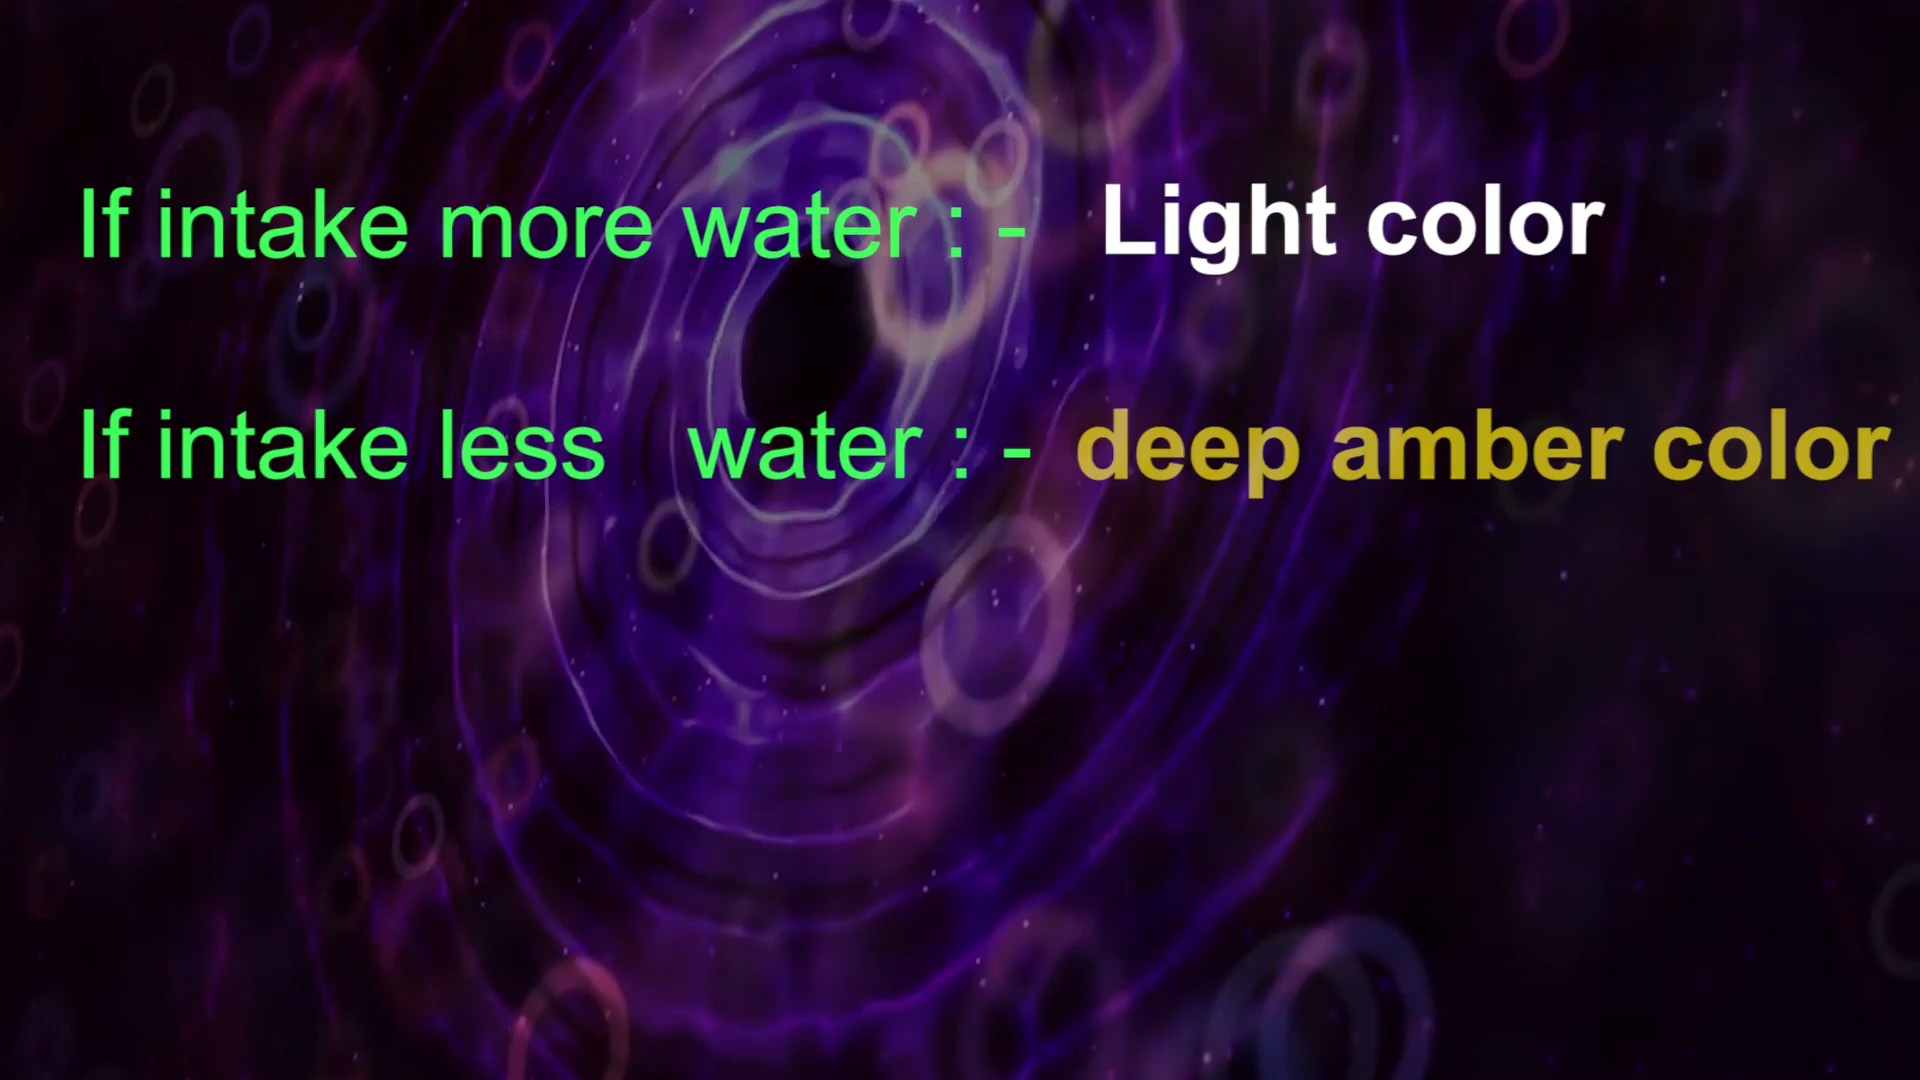 If intake more water : - Light color
If intake less water : - deep amber color